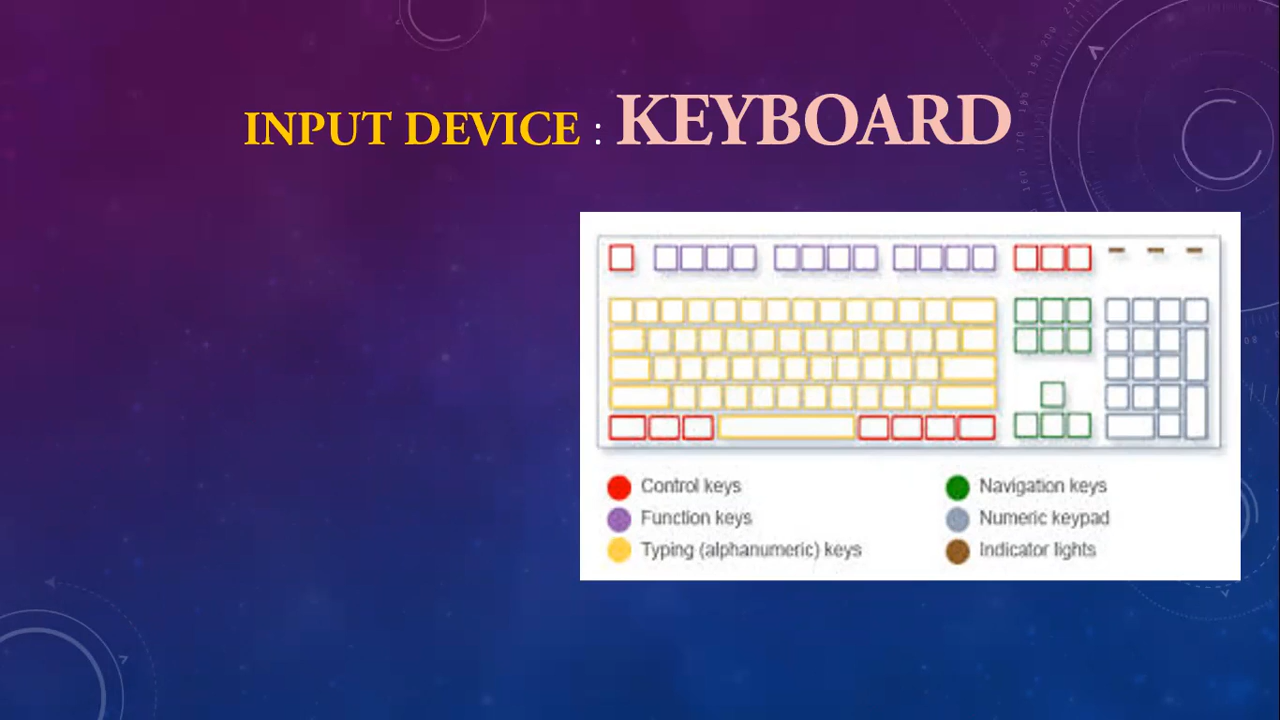 INPUT DEVICE : KEYBOARD
Control keys
Function keys
Typing (alphanumeric) keys
Navigation keys
Numeric keypad
Indicator lights